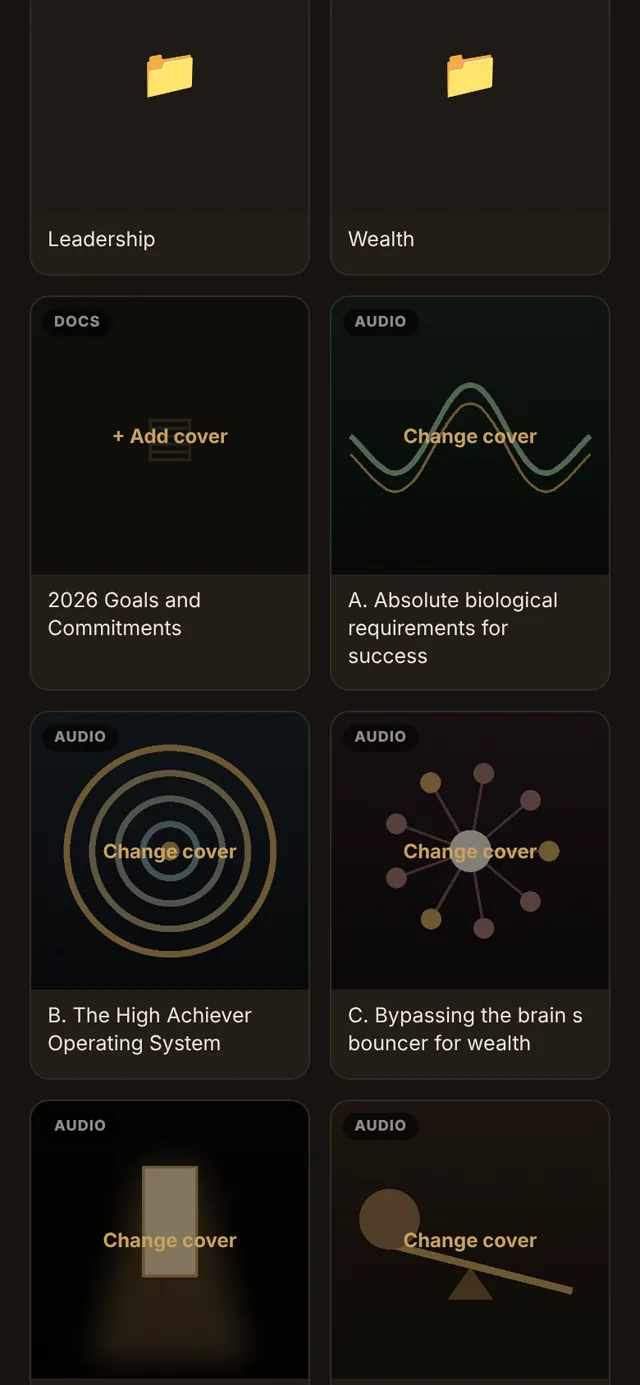 Leadership
Wealth
DOCS
+ Add cover
2026 Goals and
Commitments
AUDIO
Change cover
A. Absolute biological
requirements for
success
AUDIO
Change cover
B. The High Achiever
Operating System
AUDIO
Change cover
C. Bypassing the brain s
bouncer for wealth
AUDIO
Change cover
AUDIO
Change cover